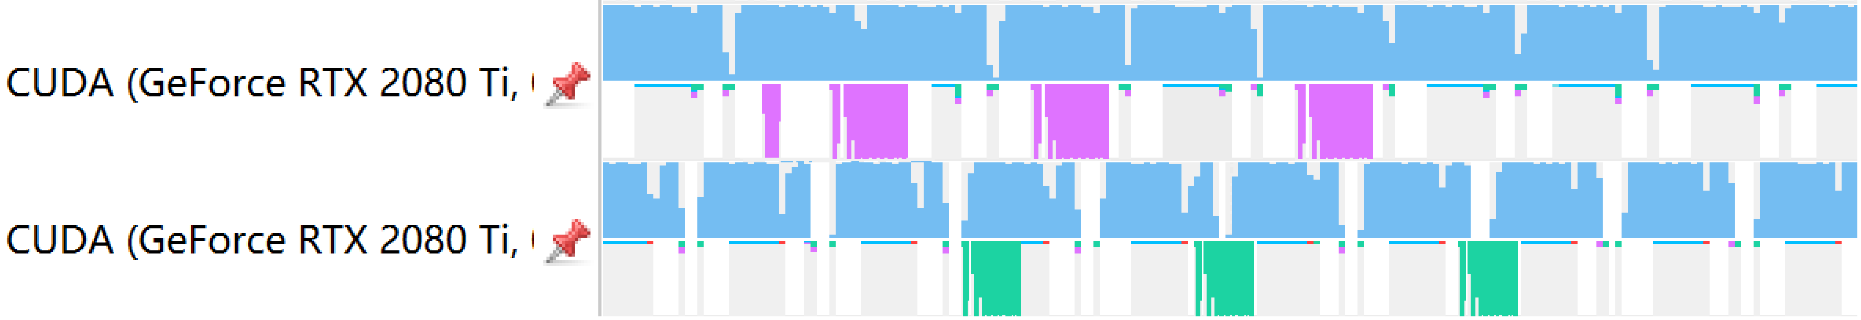 CUDA (GeForce RTX 2080 Ti,
CUDA (GeForce RTX 2080 Ti,